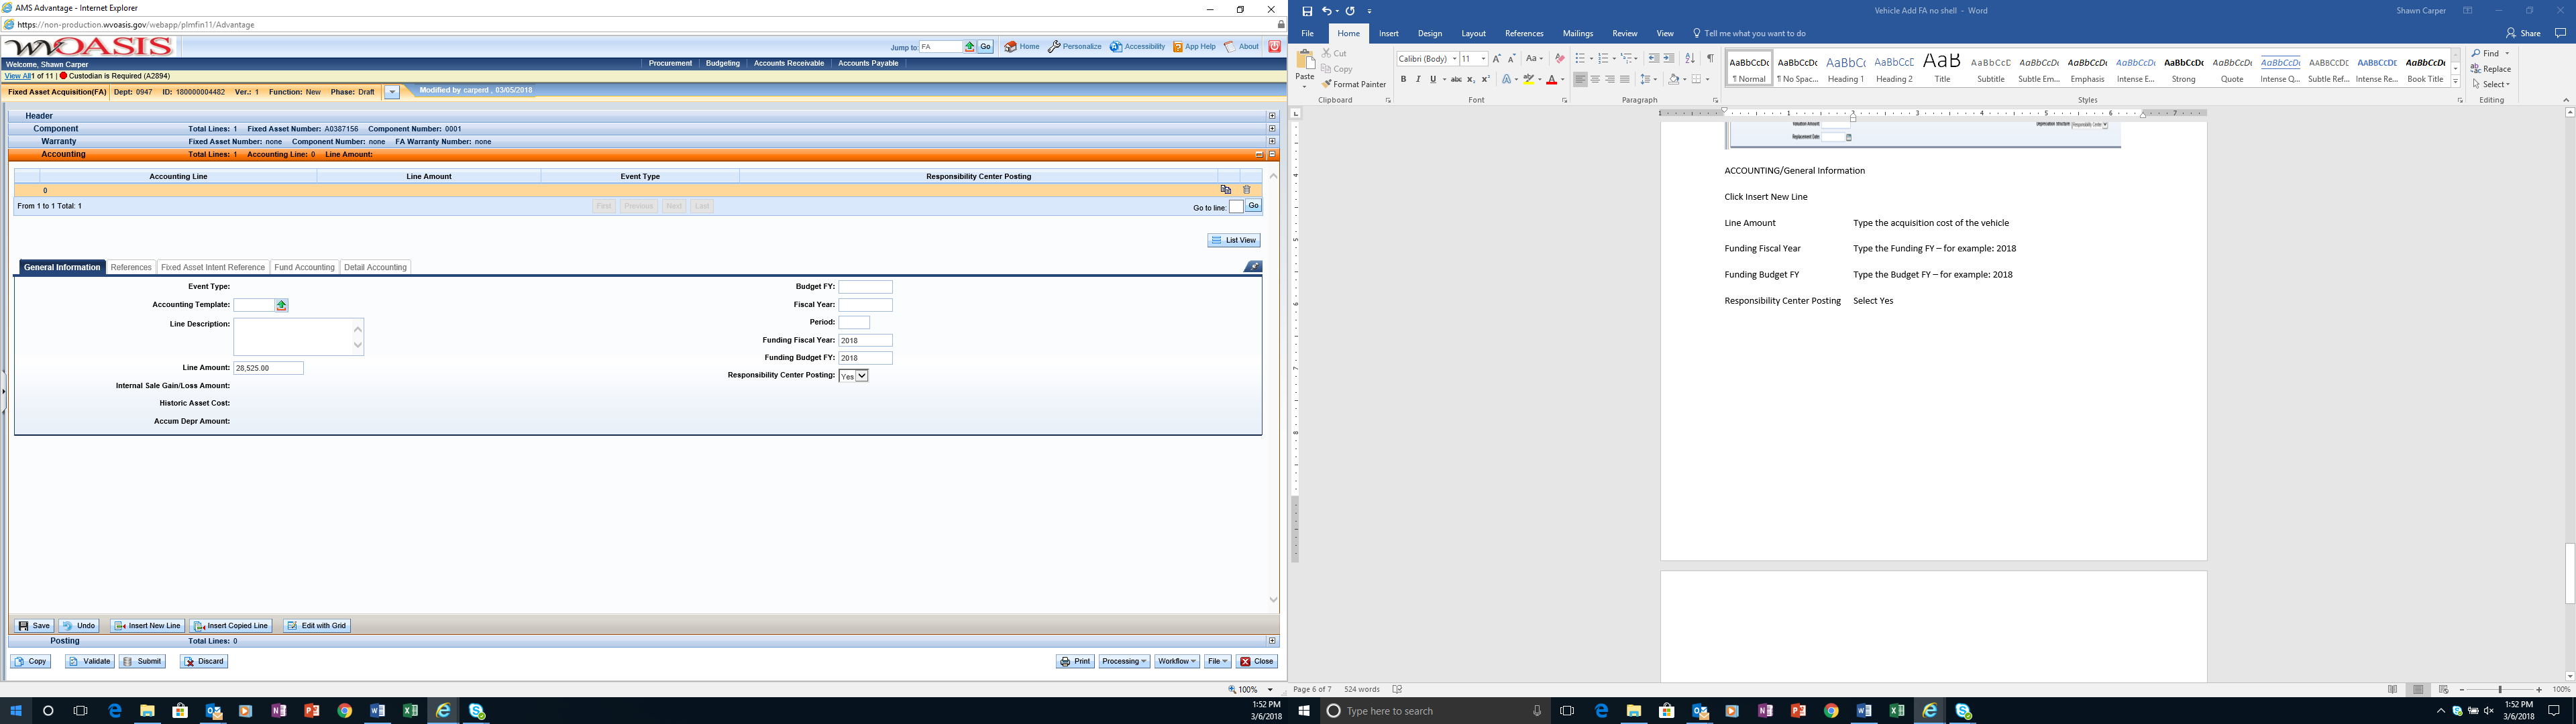 AMS Advantage - Internet Explorer
https://non-production.wvoasis.gov/webapp/plmfin11/Advantage
wvOASIS
Jump to: FA Go Home Personalize Accessibility App Help About
Welcome, Shawn Carper
Procurement Budgeting Accounts Receivable Accounts Payable
View All 1 of 11 | Custodian is Required (A2894)
Fixed Asset Acquisition(FA) Dept: 0947 ID: 180000004482 Ver.: 1 Function: New Phase: Draft Modified by carperd , 03/05/2018
Header
Component Total Lines: 1 Fixed Asset Number: A0387156 Component Number: 0001
Warranty Fixed Asset Number: none Component Number: none FA Warranty Number: none
Accounting Total Lines: 1 Accounting Line: 0 Line Amount:
Accounting Line Line Amount Event Type Responsibility Center Posting
0
From 1 to 1 Total: 1 First Previous Next Last Go to line: Go
List View
General Information References Fixed Asset Intent Reference Fund Accounting Detail Accounting
Event Type:
Accounting Template:
Line Description:
Line Amount: 28,525.00
Internal Sale Gain/Loss Amount:
Historic Asset Cost:
Accum Depr Amount:
Budget FY:
Fiscal Year:
Period:
Funding Fiscal Year: 2018
Funding Budget FY: 2018
Responsibility Center Posting: Yes
Save Undo Insert New Line Insert Copied Line Edit with Grid
Posting Total Lines: 0
Copy Validate Submit Discard Print Processing Workflow File Close
100%
1:52 PM
3/6/2018
Vehicle Add FA no shell - Word
Shawn Carper
File Home Insert Design Layout References Mailings Review View Tell me what you want to do Share
Paste
Cut
Copy
Format Painter
Clipboard
Calibri (Body) 11
Font
Paragraph
AaBbCcDc AaBbCcDc AaBbCc AaBbCcD AaB AaBbCcD AaBbCcDc AaBbCcDc AaBbCcDc AaBbCcDc AaBbCcDc AaBbCcDc AABBCCDD AABBCCDD AaBbCcDc
¶ Normal ¶ No Spac... Heading 1 Heading 2 Title Subtitle Subtle Em... Emphasis Intense E... Strong Quote Intense Q... Subtle Ref... Intense Re... Book Title
Styles
Find
Replace
Select
Editing
Replacement Date
ACCOUNTING/General Information
Click Insert New Line
Line Amount Type the acquisition cost of the vehicle
Funding Fiscal Year Type the Funding FY – for example: 2018
Funding Budget FY Type the Budget FY – for example: 2018
Responsibility Center Posting Select Yes
Page 6 of 7 524 words
100%
Type here to search
1:52 PM
3/6/2018